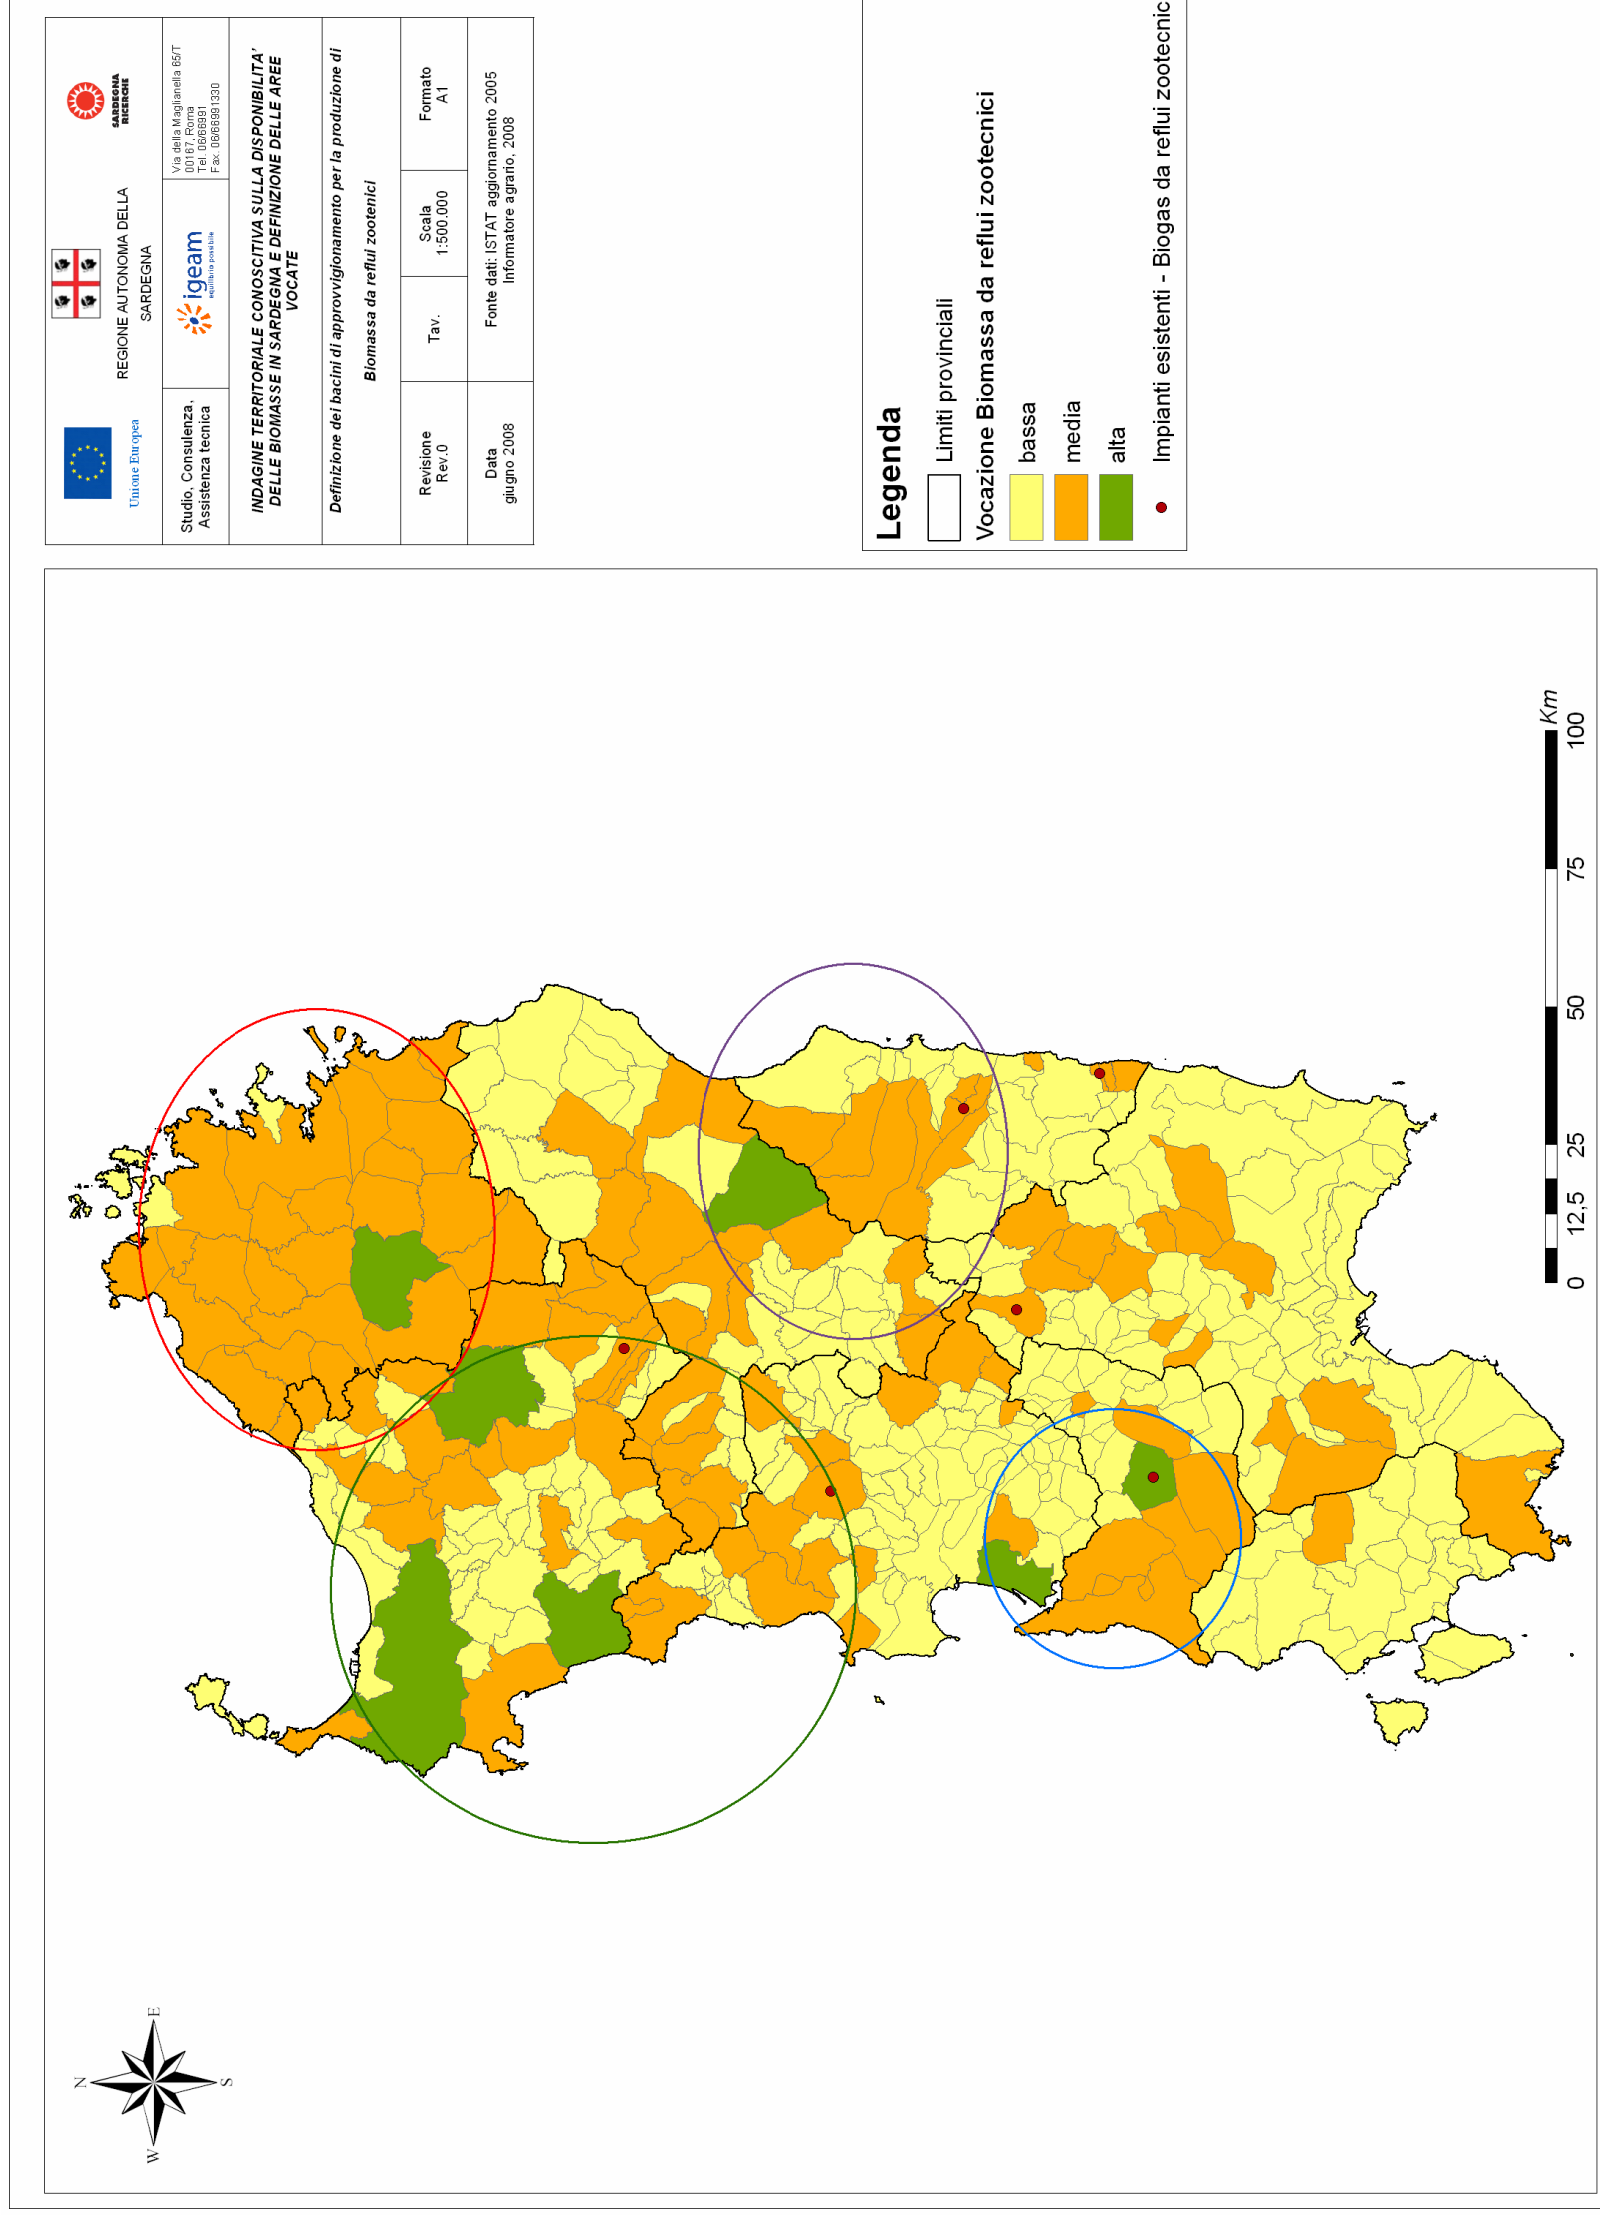 Unione Europea
REGIONE AUTONOMA DELLA
SARDEGNA
SARDEGNA
RICERCHE
Studio, Consulenza,
Assistenza tecnica
igeam
equilibrio possibile
Via della Maglianella 65/T
00167, Roma
Tel. 06/66991
Fax. 06/66991330
INDAGINE TERRITORIALE CONOSCITIVA SULLA DISPONIBILITA'
DELLE BIOMASSE IN SARDEGNA E DEFINIZIONE DELLE AREE
VOCATE
Definizione dei bacini di approvvigionamento per la produzione di
Biomassa da reflui zootenici
Revisione
Rev.0
Tav.
Scala
1:500.000
Formato
A1
Data
giugno 2008
Fonte dati: ISTAT aggiornamento 2005
Informatore agrario, 2008
Legenda
Limiti provinciali
Vocazione Biomassa da reflui zootecnici
bassa
media
alta
Impianti esistenti - Biogas da reflui zootecnic
N
W
E
S
Km
0 12,5 25 50 75 100